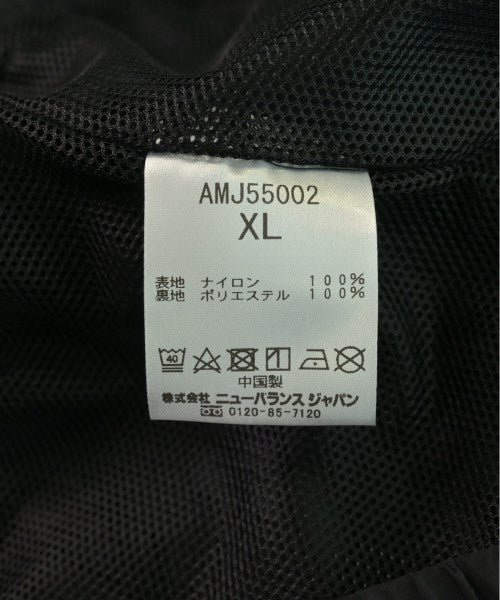 AMJ55002
XL
表地 ナイロン 100%
裏地 ポリエステル 100%
40
中国製
株式会社 ニューバランス ジャパン
0120-85-7120